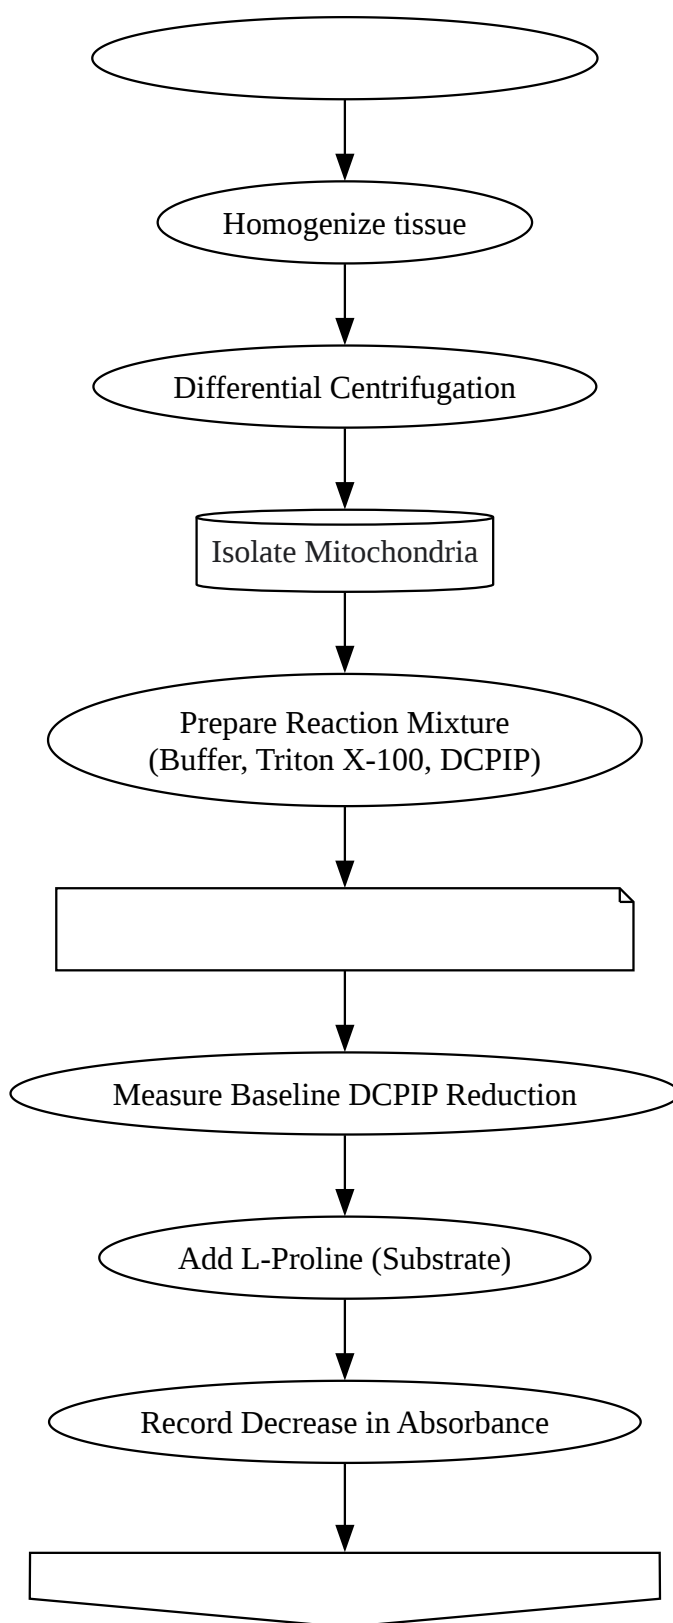 Homogenize tissue
Differential Centrifugation
Isolate Mitochondria
Prepare Reaction Mixture
(Buffer, Triton X-100, DCPIP)
Measure Baseline DCPIP Reduction
Add L-Proline (Substrate)
Record Decrease in Absorbance